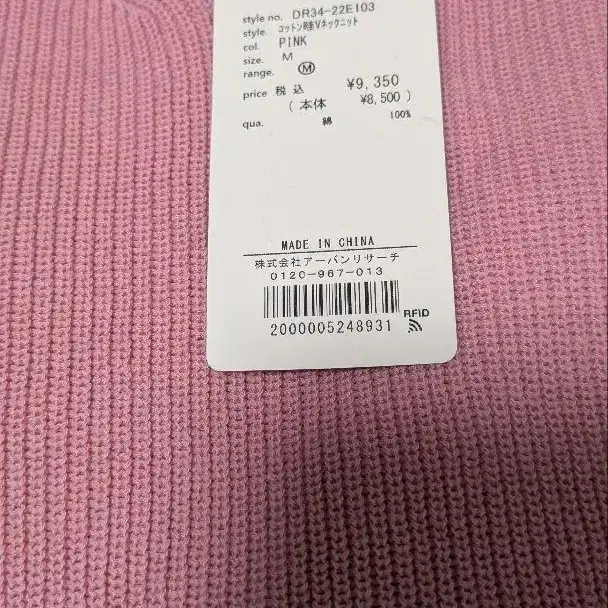 style no. DR34-22E103
style. コットン畦Vネックニット
col. PINK
size. M
range. Ⓜ
price 税 込 ¥9,350
( 本体 ¥8,500 )
qua. 綿 100%
MADE IN CHINA
株式会社アーバンリサーチ
0120-967-013
RFID
2000005248931